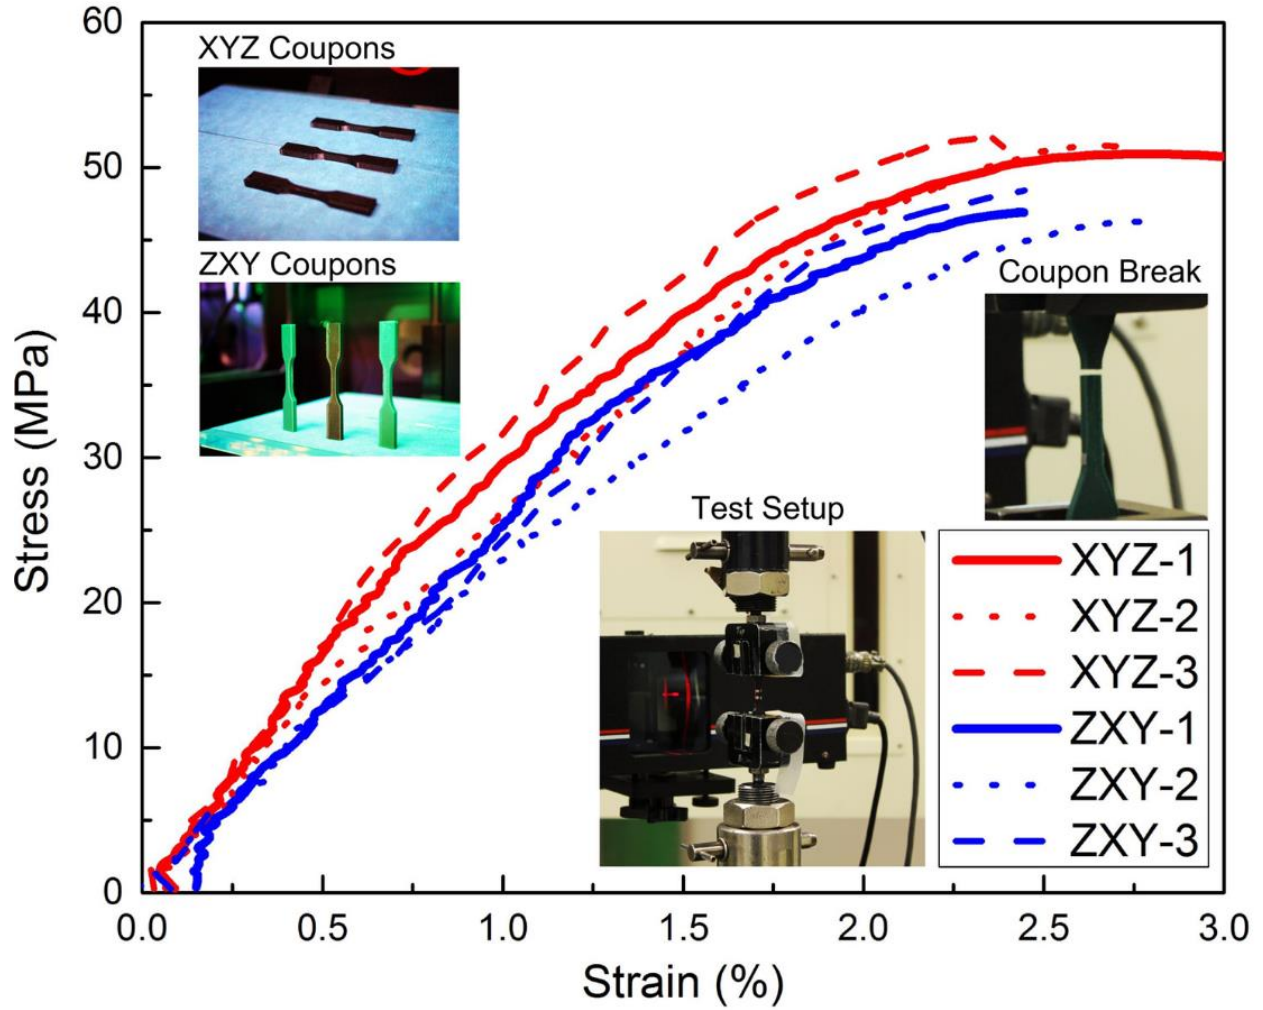 60
50
40
30
20
10
0
Stress (MPa)
XYZ Coupons
ZXY Coupons
Coupon Break
Test Setup
XYZ-1
XYZ-2
XYZ-3
ZXY-1
ZXY-2
ZXY-3
0.0 0.5 1.0 1.5 2.0 2.5 3.0
Strain (%)